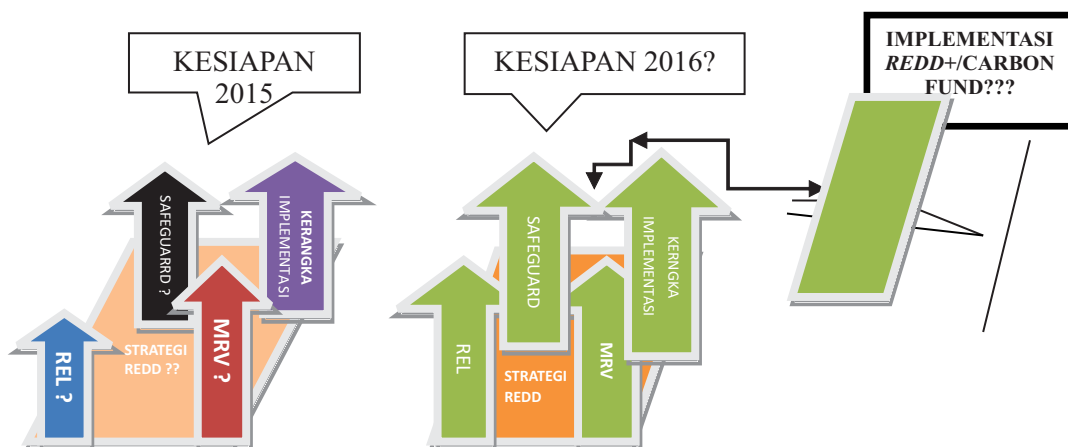 KESIAPAN
2015
KESIAPAN 2016?
IMPLEMENTASI
REDD+/CARBON
FUND???
REL ?
SAFEGUARRD ?
STRATEGI
REDD ??
MRV ?
KERANGKA
IMPLEMENTASI
REL
SAFEGUARD
STRATEGI
REDD
MRV
KERNGKA
IMPLEMENTASI